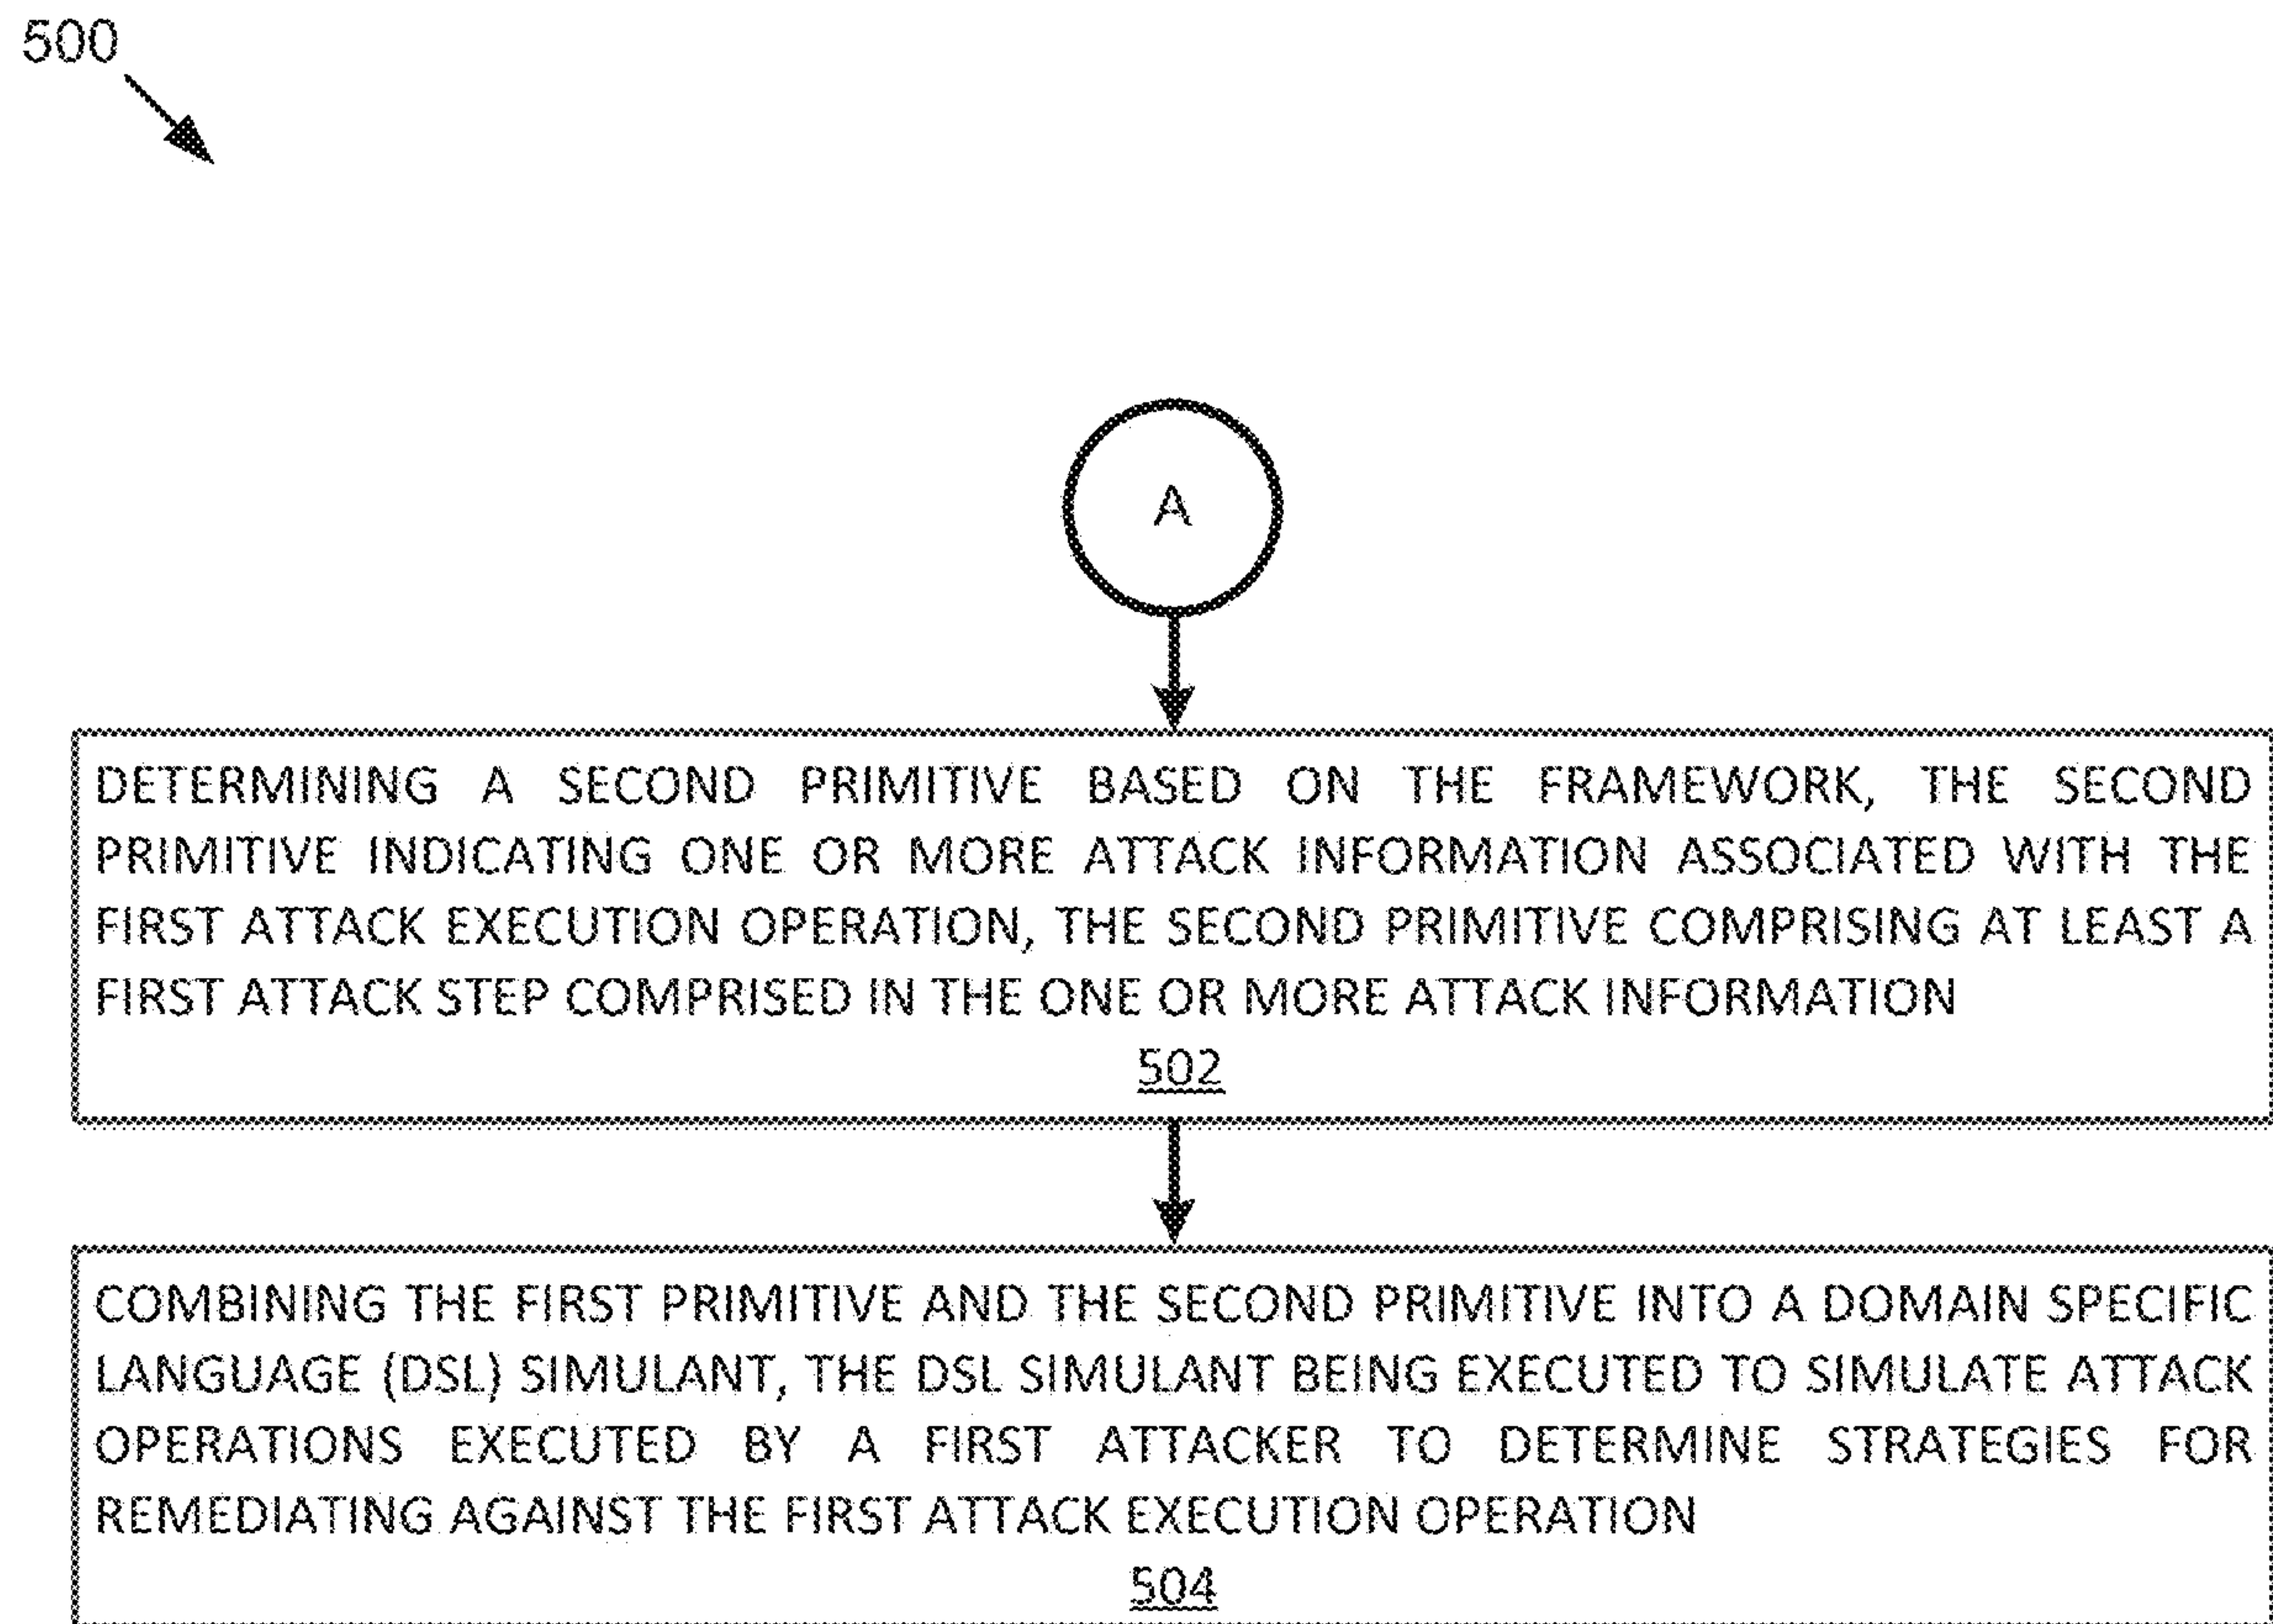 500
A
DETERMINING A SECOND PRIMITIVE BASED ON THE FRAMEWORK, THE SECOND
PRIMITIVE INDICATING ONE OR MORE ATTACK INFORMATION ASSOCIATED WITH THE
FIRST ATTACK EXECUTION OPERATION, THE SECOND PRIMITIVE COMPRISING AT LEAST A
FIRST ATTACK STEP COMPRISED IN THE ONE OR MORE ATTACK INFORMATION
502
COMBINING THE FIRST PRIMITIVE AND THE SECOND PRIMITIVE INTO A DOMAIN SPECIFIC
LANGUAGE (DSL) SIMULANT, THE DSL SIMULANT BEING EXECUTED TO SIMULATE ATTACK
OPERATIONS EXECUTED BY A FIRST ATTACKER TO DETERMINE STRATEGIES FOR
REMEDIATING AGAINST THE FIRST ATTACK EXECUTION OPERATION
504